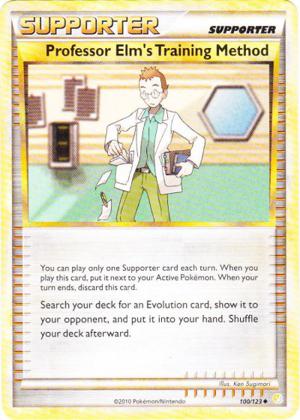 SUPPORTER SUPPORTER
Professor Elm's Training Method
You can play only one Supporter card each turn. When you
play this card, put it next to your Active Pokémon. When your
turn ends, discard this card.
Search your deck for an Evolution card, show it to
your opponent, and put it into your hand. Shuffle
your deck afterward.
Illus. Ken Sugimori
©2010 Pokémon/Nintendo 100/123